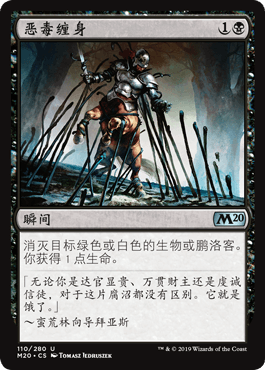 恶毒缠身
1
瞬间
M20
消灭目标绿色或白色的生物或鹏洛客。
你获得1点生命。
「无论你是达官显贵、万贯财主还是虔诚
信徒，对于这片腐沼都没有区别。它就是
饿了。」
～蛮荒林向导拜亚斯
110/280 U
M20 • CS TOMASZ JEDRUSZEK
™ & © 2019 Wizards of the Coast